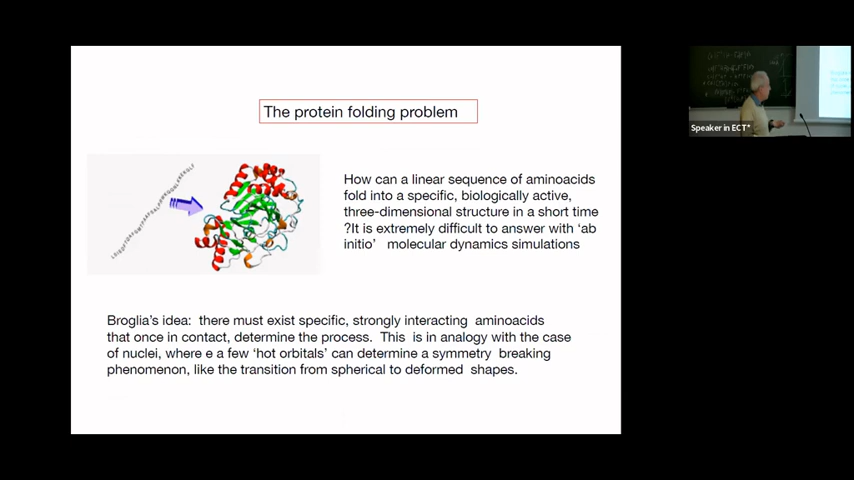 The protein folding problem
How can a linear sequence of aminoacids
fold into a specific, biologically active,
three-dimensional structure in a short time
?It is extremely difficult to answer with ‘ab
initio’ molecular dynamics simulations
Broglia’s idea: there must exist specific, strongly interacting aminoacids
that once in contact, determine the process. This is in analogy with the case
of nuclei, where e a few ‘hot orbitals’ can determine a symmetry breaking
phenomenon, like the transition from spherical to deformed shapes.
Speaker in ECT*